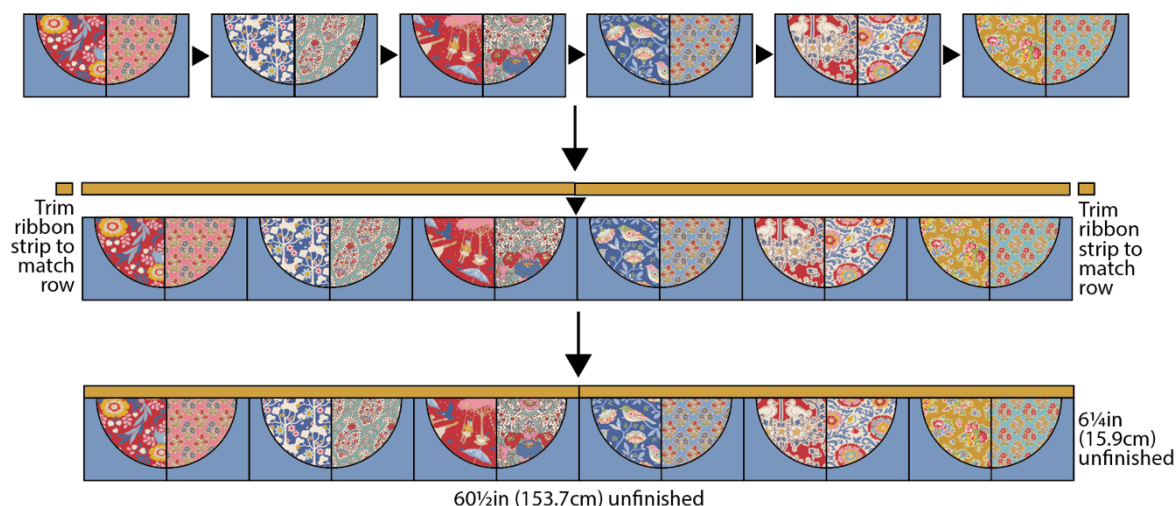 Trim
ribbon
strip to
match
row
Trim
ribbon
strip to
match
row
6¼in
(15.9cm)
unfinished
60½in (153.7cm) unfinished